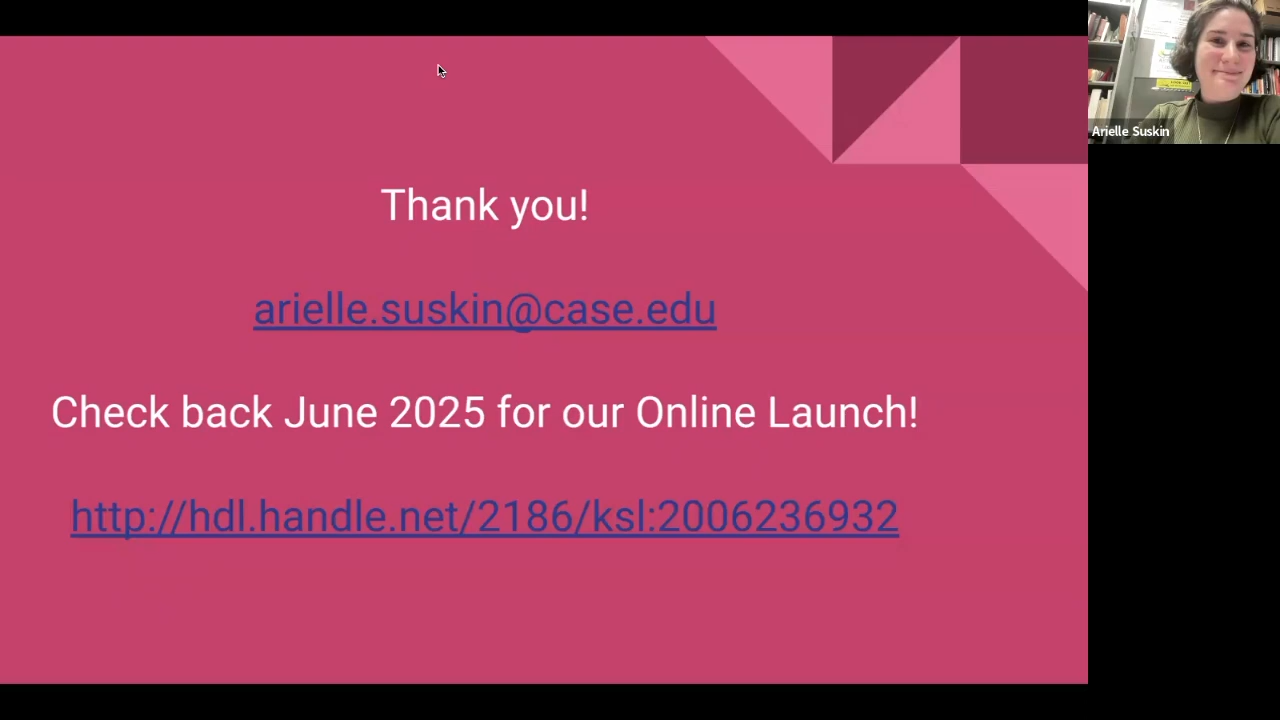 Thank you!
arielle.suskin@case.edu
Check back June 2025 for our Online Launch!
http://hdl.handle.net/2186/ksl:2006236932
Arielle Suskin